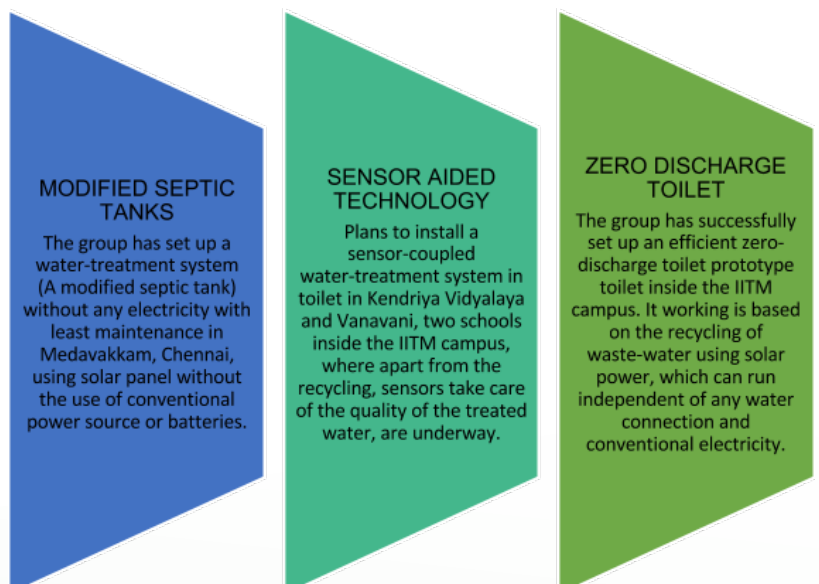 MODIFIED SEPTIC
TANKS
The group has set up a
water-treatment system
(A modified septic tank)
without any electricity with
least maintenance in
Medavakkam, Chennai,
using solar panel without
the use of conventional
power source or batteries.
SENSOR AIDED
TECHNOLOGY
Plans to install a
sensor-coupled
water-treatment system in
toilet in Kendriya Vidyalaya
and Vanavani, two schools
inside the IITM campus,
where apart from the
recycling, sensors take care
of the quality of the treated
water, are underway.
ZERO DISCHARGE
TOILET
The group has successfully
set up an efficient zero-
discharge toilet prototype
toilet inside the IITM
campus. It working is based
on the recycling of
waste-water using solar
power, which can run
independent of any water
connection and
conventional electricity.